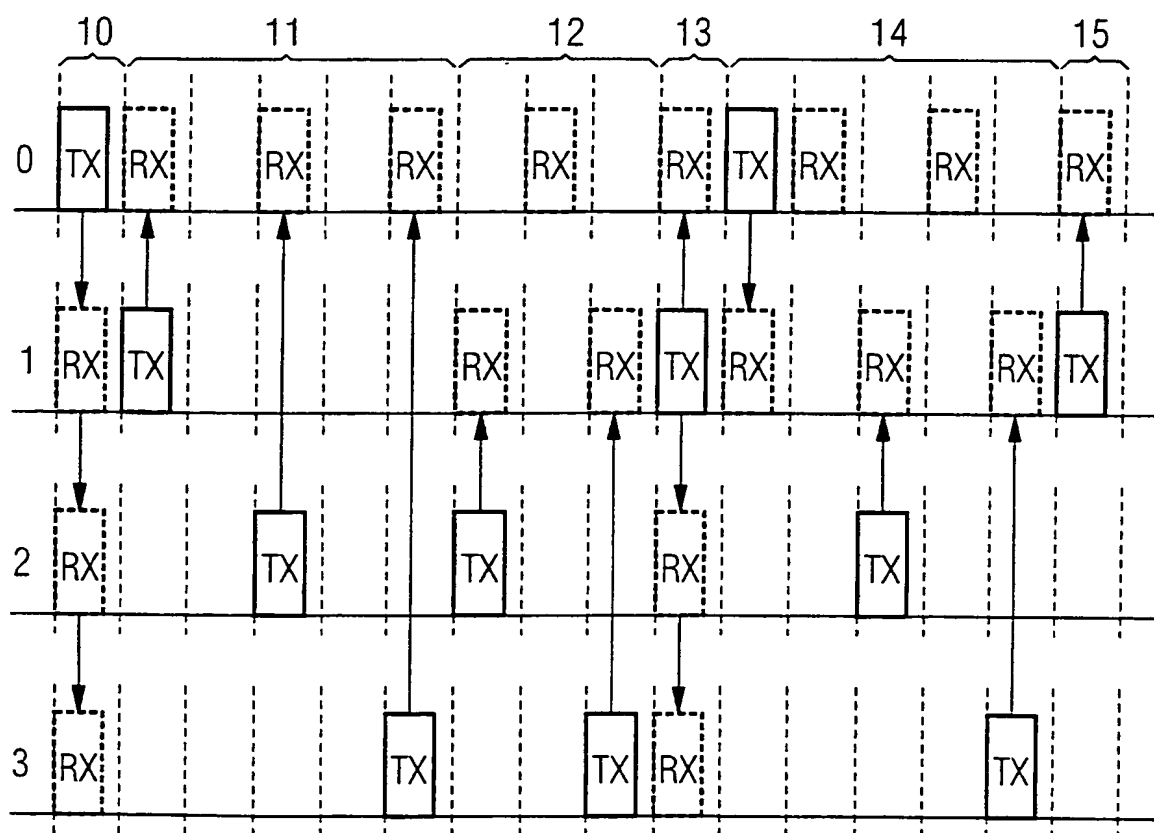 10 11 12 13 14 15
0 TX RX RX RX RX RX TX RX RX RX
1 RX TX RX RX TX RX RX RX TX
2 RX TX TX RX TX
3 RX TX TX RX TX